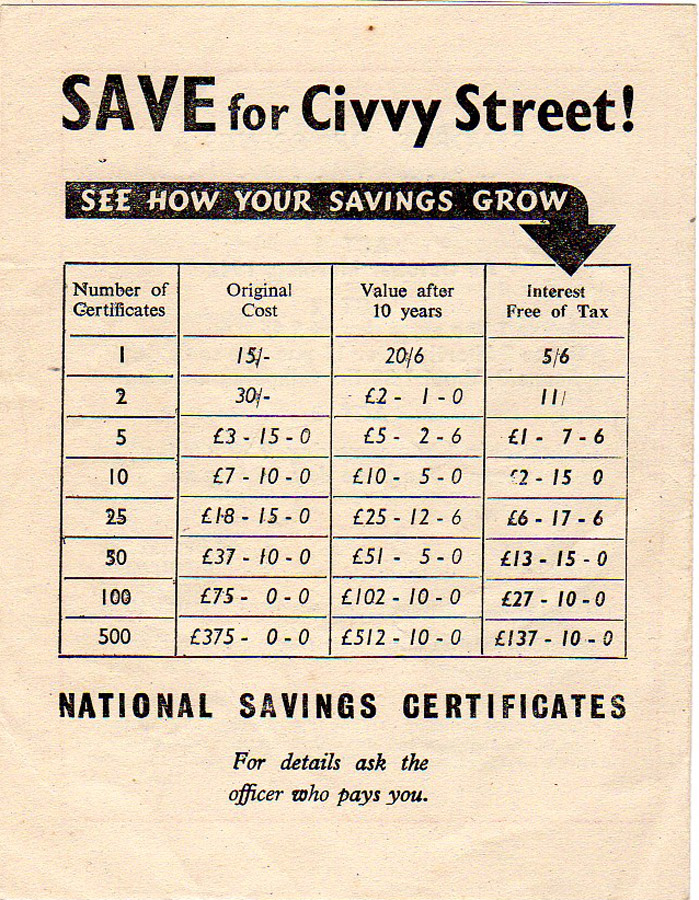 SAVE for Civvy Street!
SEE HOW YOUR SAVINGS GROW
Number of Certificates Original Cost Value after 10 years Interest Free of Tax
1 15/- 20/6 5/6
2 30/- £2 - 1 - 0 11/
5 £3 - 15 - 0 £5 - 2 - 6 £1 - 7 - 6
10 £7 - 10 - 0 £10 - 5 - 0 £2 - 15 0
25 £18 - 15 - 0 £25 - 12 - 6 £6 - 17 - 6
50 £37 - 10 - 0 £51 - 5 - 0 £13 - 15 - 0
100 £75 - 0 - 0 £102 - 10 - 0 £27 - 10 - 0
500 £375 - 0 - 0 £512 - 10 - 0 £137 - 10 - 0
NATIONAL SAVINGS CERTIFICATES
For details ask the
officer who pays you.